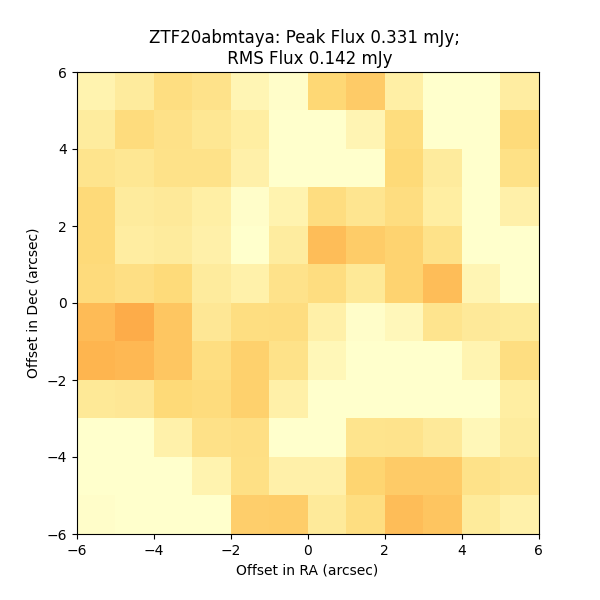 ZTF20abmtaya: Peak Flux 0.331 mJy;
RMS Flux 0.142 mJy
6
4
2
0
−2
−4
−6
Offset in Dec (arcsec)
−6 −4 −2 0 2 4 6
Offset in RA (arcsec)